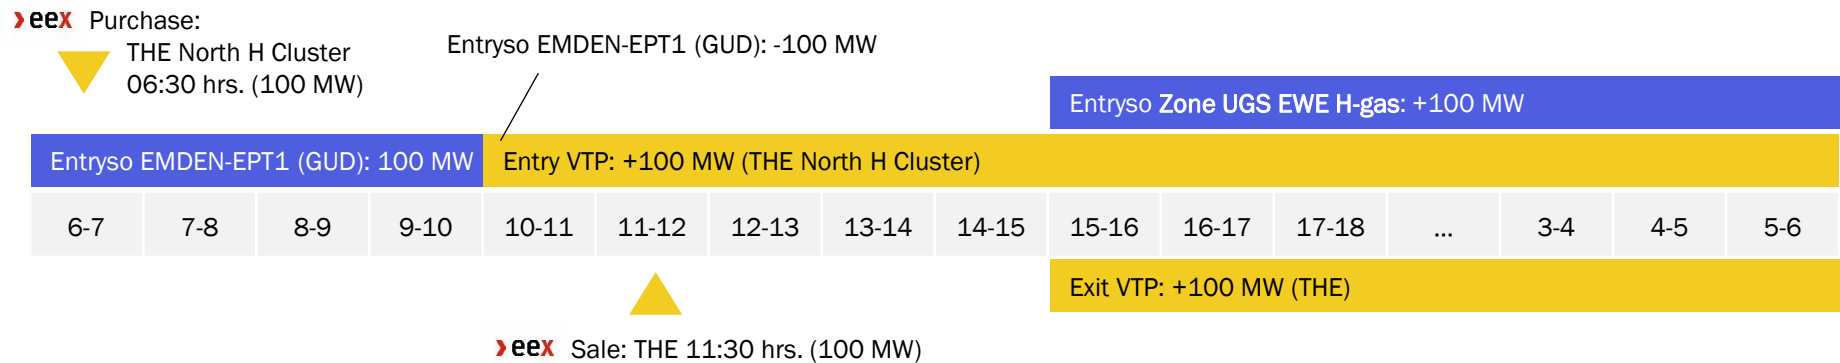 eex Purchase:
THE North H Cluster
06:30 hrs. (100 MW)
Entryso EMDEN-EPT1 (GUD): -100 MW
Entryso Zone UGS EWE H-gas: +100 MW
Entryso EMDEN-EPT1 (GUD): 100 MW
Entry VTP: +100 MW (THE North H Cluster)
6-7 7-8 8-9 9-10 10-11 11-12 12-13 13-14 14-15 15-16 16-17 17-18 ... 3-4 4-5 5-6
Exit VTP: +100 MW (THE)
eex Sale: THE 11:30 hrs. (100 MW)